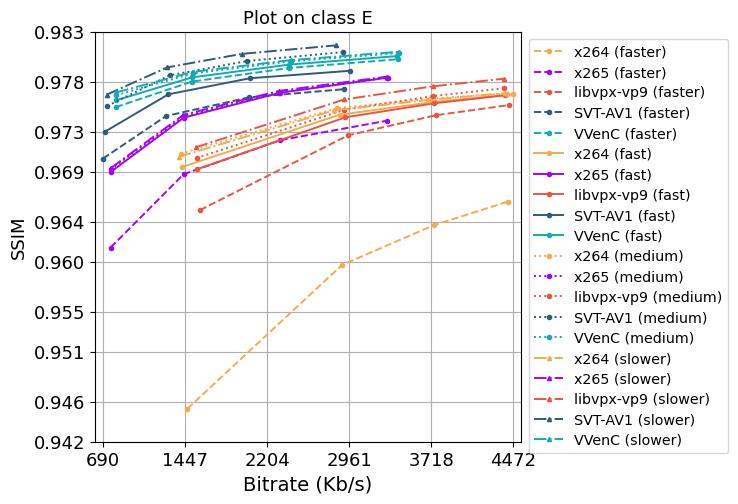 Plot on class E
0.983
0.978
0.973
0.969
0.964
0.960
0.955
0.951
0.946
0.942
SSIM
690 1447 2204 2961 3718 4472
Bitrate (Kb/s)
x264 (faster)
x265 (faster)
libvpx-vp9 (faster)
SVT-AV1 (faster)
VVenC (faster)
x264 (fast)
x265 (fast)
libvpx-vp9 (fast)
SVT-AV1 (fast)
VVenC (fast)
x264 (medium)
x265 (medium)
libvpx-vp9 (medium)
SVT-AV1 (medium)
VVenC (medium)
x264 (slower)
x265 (slower)
libvpx-vp9 (slower)
SVT-AV1 (slower)
VVenC (slower)